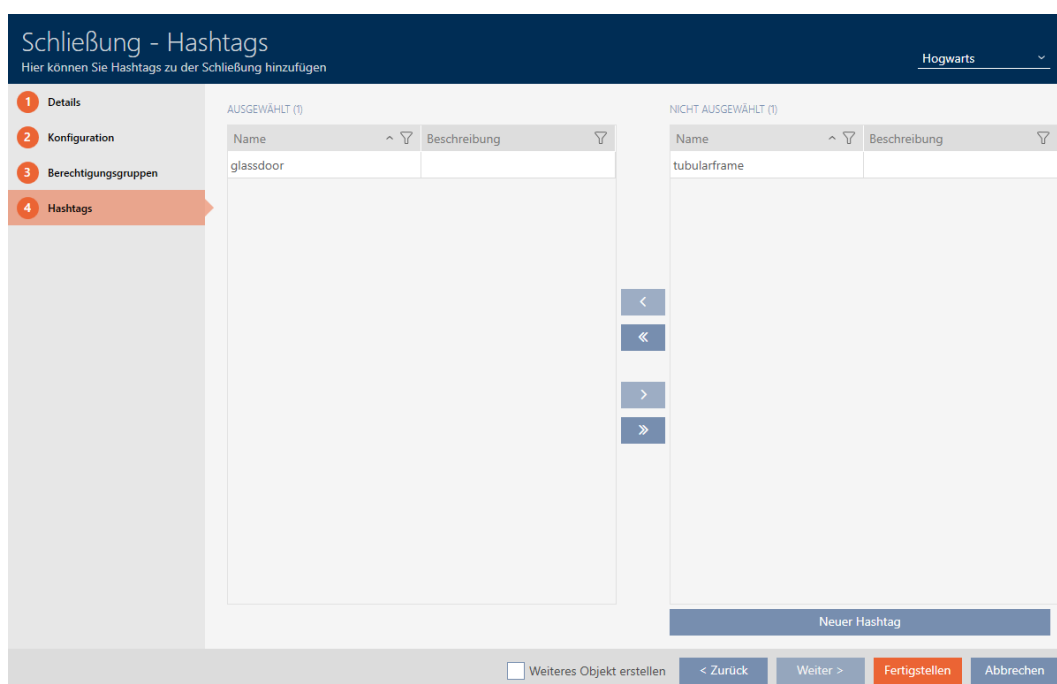 Schließung - Hashtags
Hier können Sie Hashtags zu der Schließung hinzufügen
Hogwarts
1 Details
2 Konfiguration
3 Berechtigungsgruppen
4 Hashtags
AUSGEWÄHLT (1)
Name Beschreibung
glassdoor
NICHT AUSGEWÄHLT (1)
Name Beschreibung
tubularframe
Neuer Hashtag
Weiteres Objekt erstellen < Zurück Weiter > Fertigstellen Abbrechen